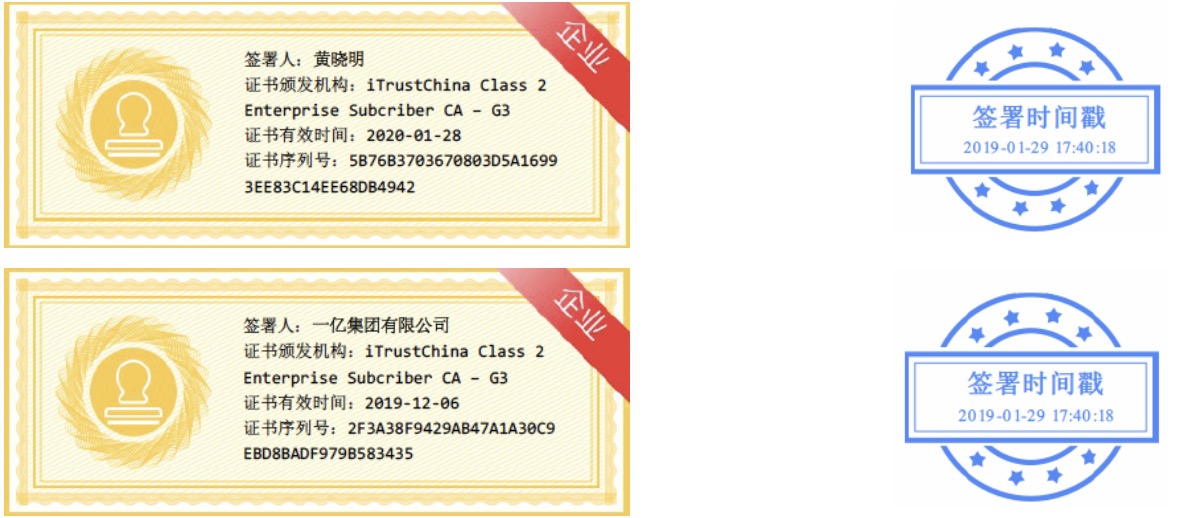 企业
签署人：黄晓明
证书颁发机构：iTrustChina Class 2
Enterprise Subcriber CA – G3
证书有效时间：2020-01-28
证书序列号：5B76B3703670803D5A1699
3EE83C14EE68DB4942
签署时间戳
2019-01-29 17:40:18
企业
签署人：一亿集团有限公司
证书颁发机构：iTrustChina Class 2
Enterprise Subcriber CA – G3
证书有效时间：2019-12-06
证书序列号：2F3A38F9429AB47A1A30C9
EBD8BADF979B583435
签署时间戳
2019-01-29 17:40:18